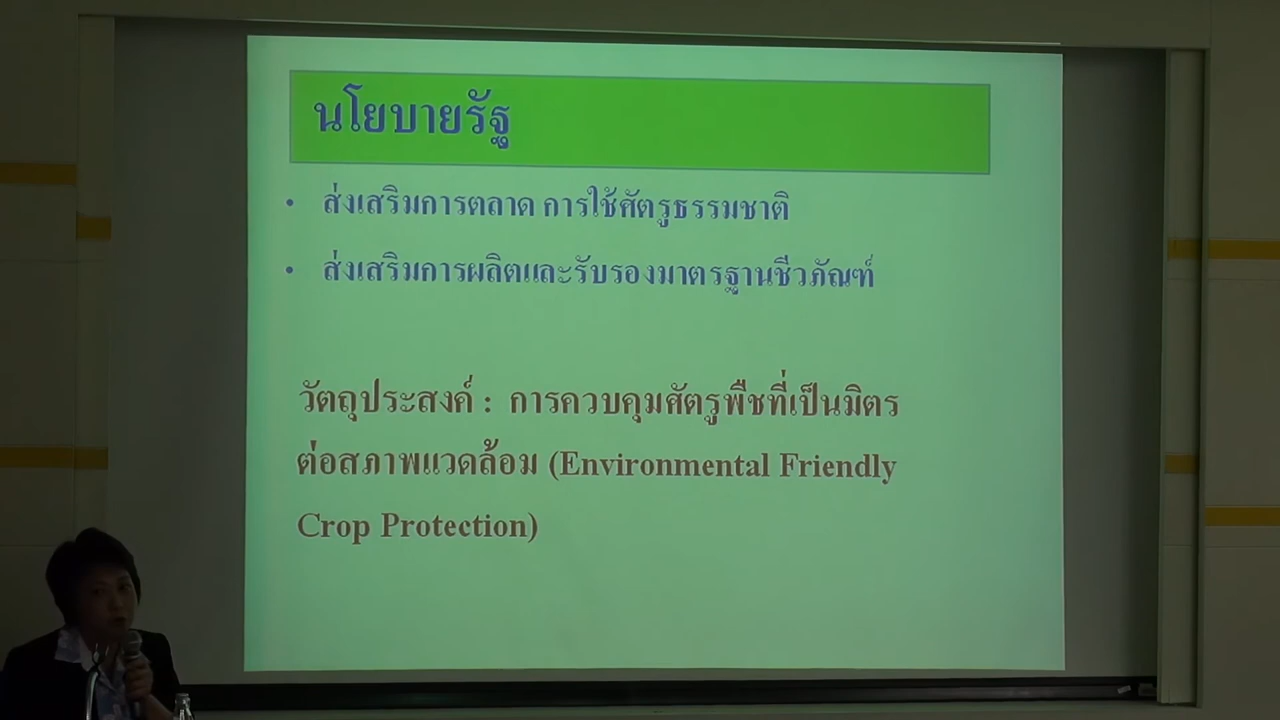 นโยบายรัฐ
• ส่งเสริมการตลาด การใช้ศัตรูธรรมชาติ
• ส่งเสริมการผลิตและรับรองมาตรฐานชีวภัณฑ์
วัตถุประสงค์ : การควบคุมศัตรูพืชที่เป็นมิตร
ต่อสภาพแวดล้อม (Environmental Friendly
Crop Protection)